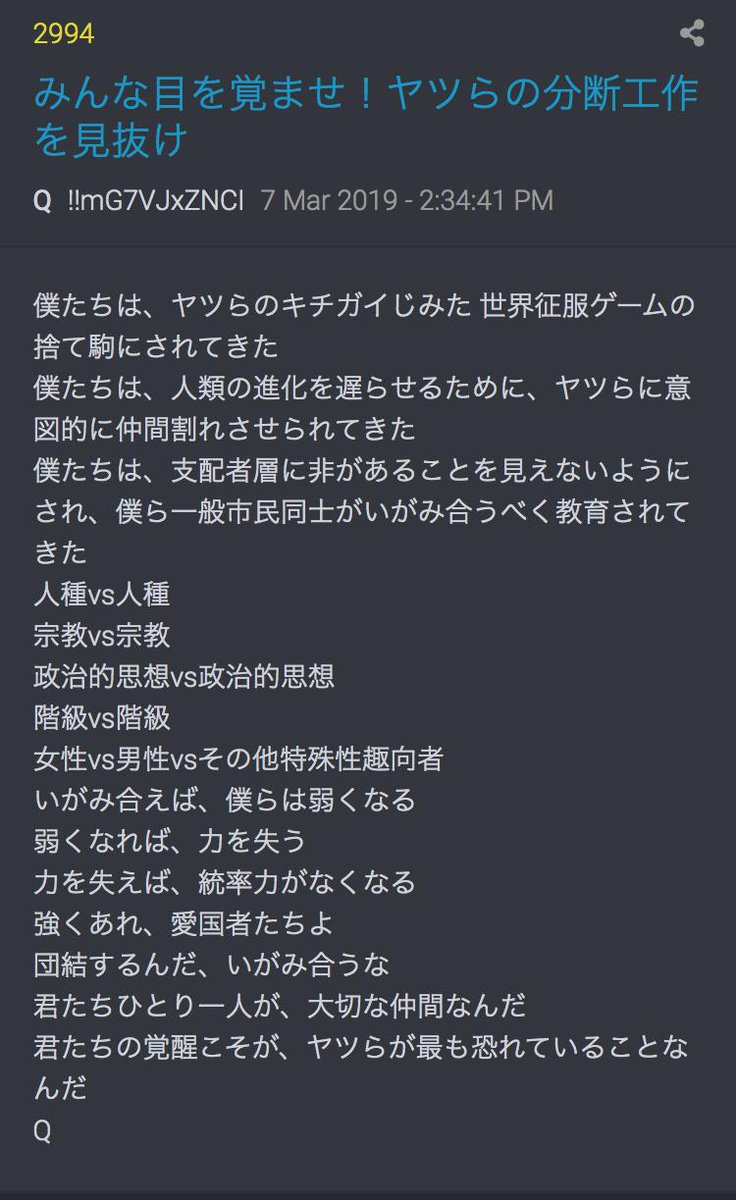 2994
みんな目を覚ませ！ヤツらの分断工作
を見抜け
Q !!mG7VJxZNCI 7 Mar 2019 - 2:34:41 PM
僕たちは、ヤツらのキチガイじみた 世界征服ゲームの
捨て駒にされてきた
僕たちは、人類の進化を遅らせるために、ヤツらに意
図的に仲間割れさせられてきた
僕たちは、支配者層に非があることを見えないように
され、僕ら一般市民同士がいがみ合うべく教育されて
きた
人種vs人種
宗教vs宗教
政治的思想vs政治的思想
階級vs階級
女性vs男性vsその他特殊性趣向者
いがみ合えば、僕らは弱くなる
弱くなれば、力を失う
力を失えば、統率力がなくなる
強くあれ、愛国者たちよ
団結するんだ、いがみ合うな
君たちひとり一人が、大切な仲間なんだ
君たちの覚醒こそが、ヤツらが最も恐れていることな
んだ
Q